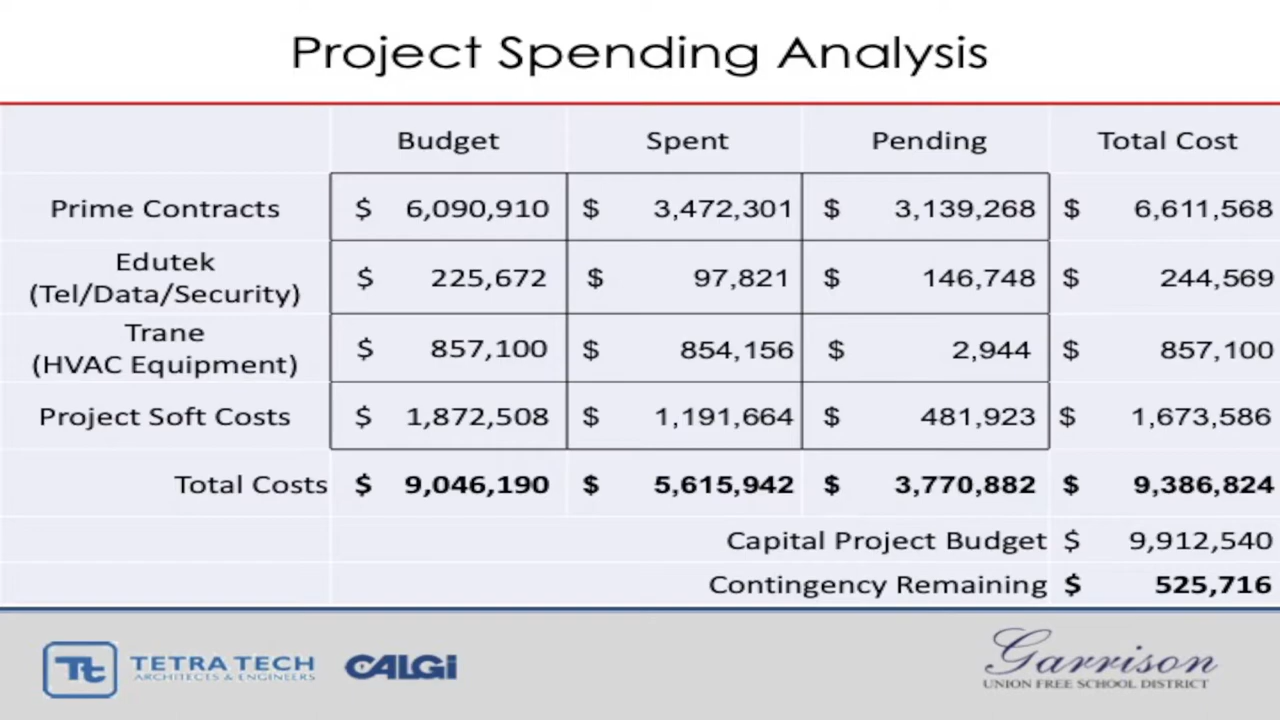 Project Spending Analysis
Budget Spent Pending Total Cost
Prime Contracts $ 6,090,910 $ 3,472,301 $ 3,139,268 $ 6,611,568
Edutek
(Tel/Data/Security) $ 225,672 $ 97,821 $ 146,748 $ 244,569
Trane
(HVAC Equipment) $ 857,100 $ 854,156 $ 2,944 $ 857,100
Project Soft Costs $ 1,872,508 $ 1,191,664 $ 481,923 $ 1,673,586
Total Costs $ 9,046,190 $ 5,615,942 $ 3,770,882 $ 9,386,824
Capital Project Budget $ 9,912,540
Contingency Remaining $ 525,716
Tt TETRA TECH
ARCHITECTS & ENGINEERS
CALGI
Garrison
UNION FREE SCHOOL DISTRICT